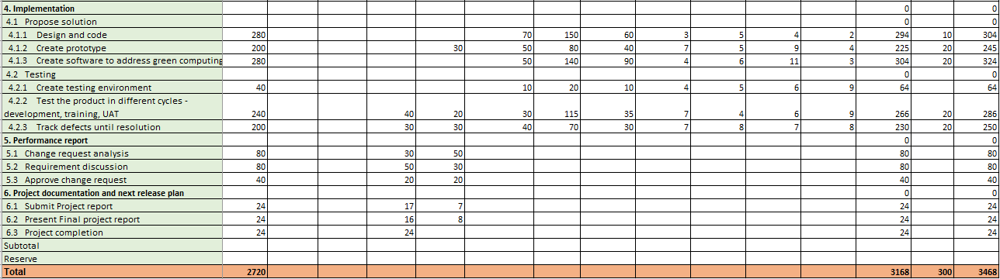 4. Implementation 0 0
4.1 Propose solution 0 0
4.1.1 Design and code 280 70 150 60 3 5 4 2 294 10 304
4.1.2 Create prototype 200 30 50 80 40 7 5 9 4 225 20 245
4.1.3 Create software to address green computing 280 50 140 90 4 6 11 3 304 20 324
4.2 Testing 0 0
4.2.1 Create testing environment 40 10 20 10 4 5 6 9 64 64
4.2.2 Test the product in different cycles -
development, training, UAT 240 40 20 30 115 35 7 4 6 9 266 20 286
4.2.3 Track defects until resolution 200 30 30 40 70 30 7 8 7 8 230 20 250
5. Performance report 0 0
5.1 Change request analysis 80 30 50 80 80
5.2 Requirement discussion 80 50 30 80 80
5.3 Approve change request 40 20 20 40 40
6. Project documentation and next release plan 0 0
6.1 Submit Project report 24 17 7 24 24
6.2 Present Final project report 24 16 8 24 24
6.3 Project completion 24 24 24 24
Subtotal
Reserve
Total 2720 3168 300 3468